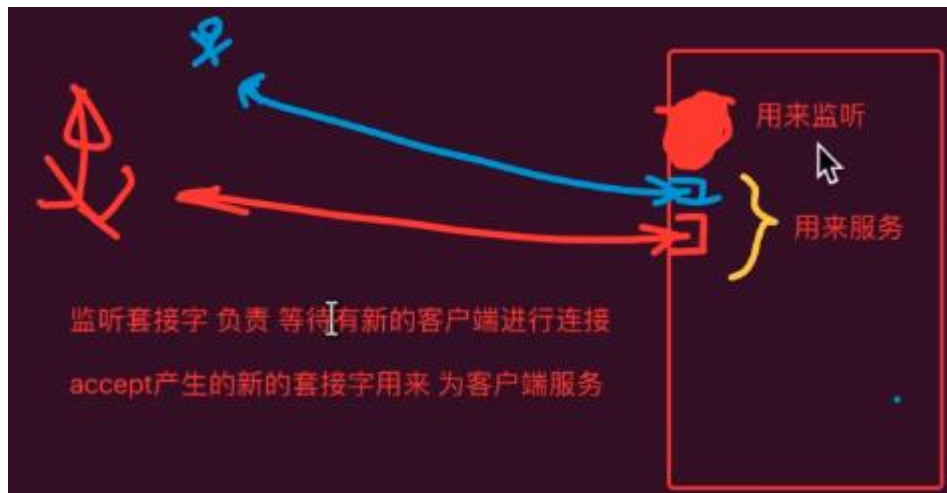 用来监听
用来服务
监听套接字 负责 等待有新的客户端进行连接
accept产生的新的套接字用来 为客户端服务